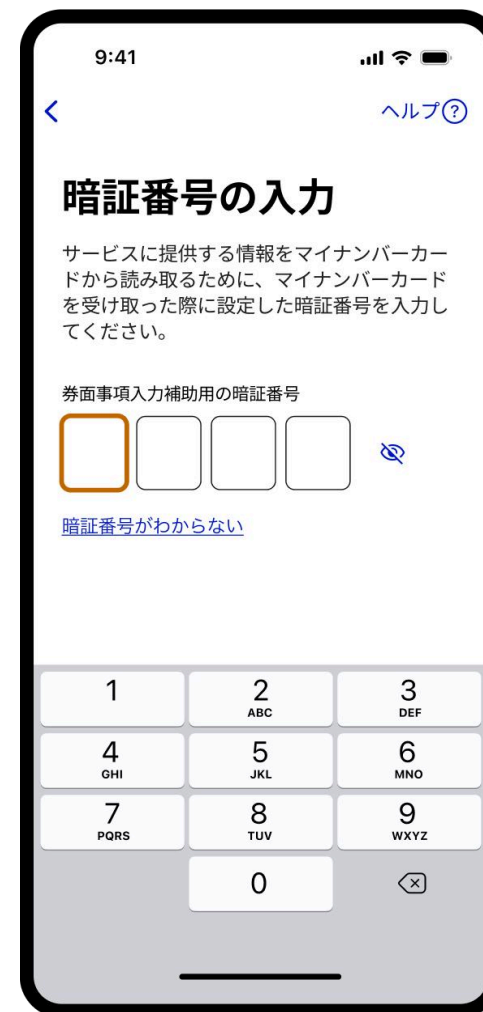 9:41
ヘルプ?
暗証番号の入力
サービスに提供する情報をマイナンバーカー
ドから読み取るために、マイナンバーカード
を受け取った際に設定した暗証番号を入力し
てください。
券面事項入力補助用の暗証番号
暗証番号がわからない
1
2
3
ABC
DEF
4
5
6
GHI
JKL
MNO
7
8
9
PQRS
TUV
WXYZ
0